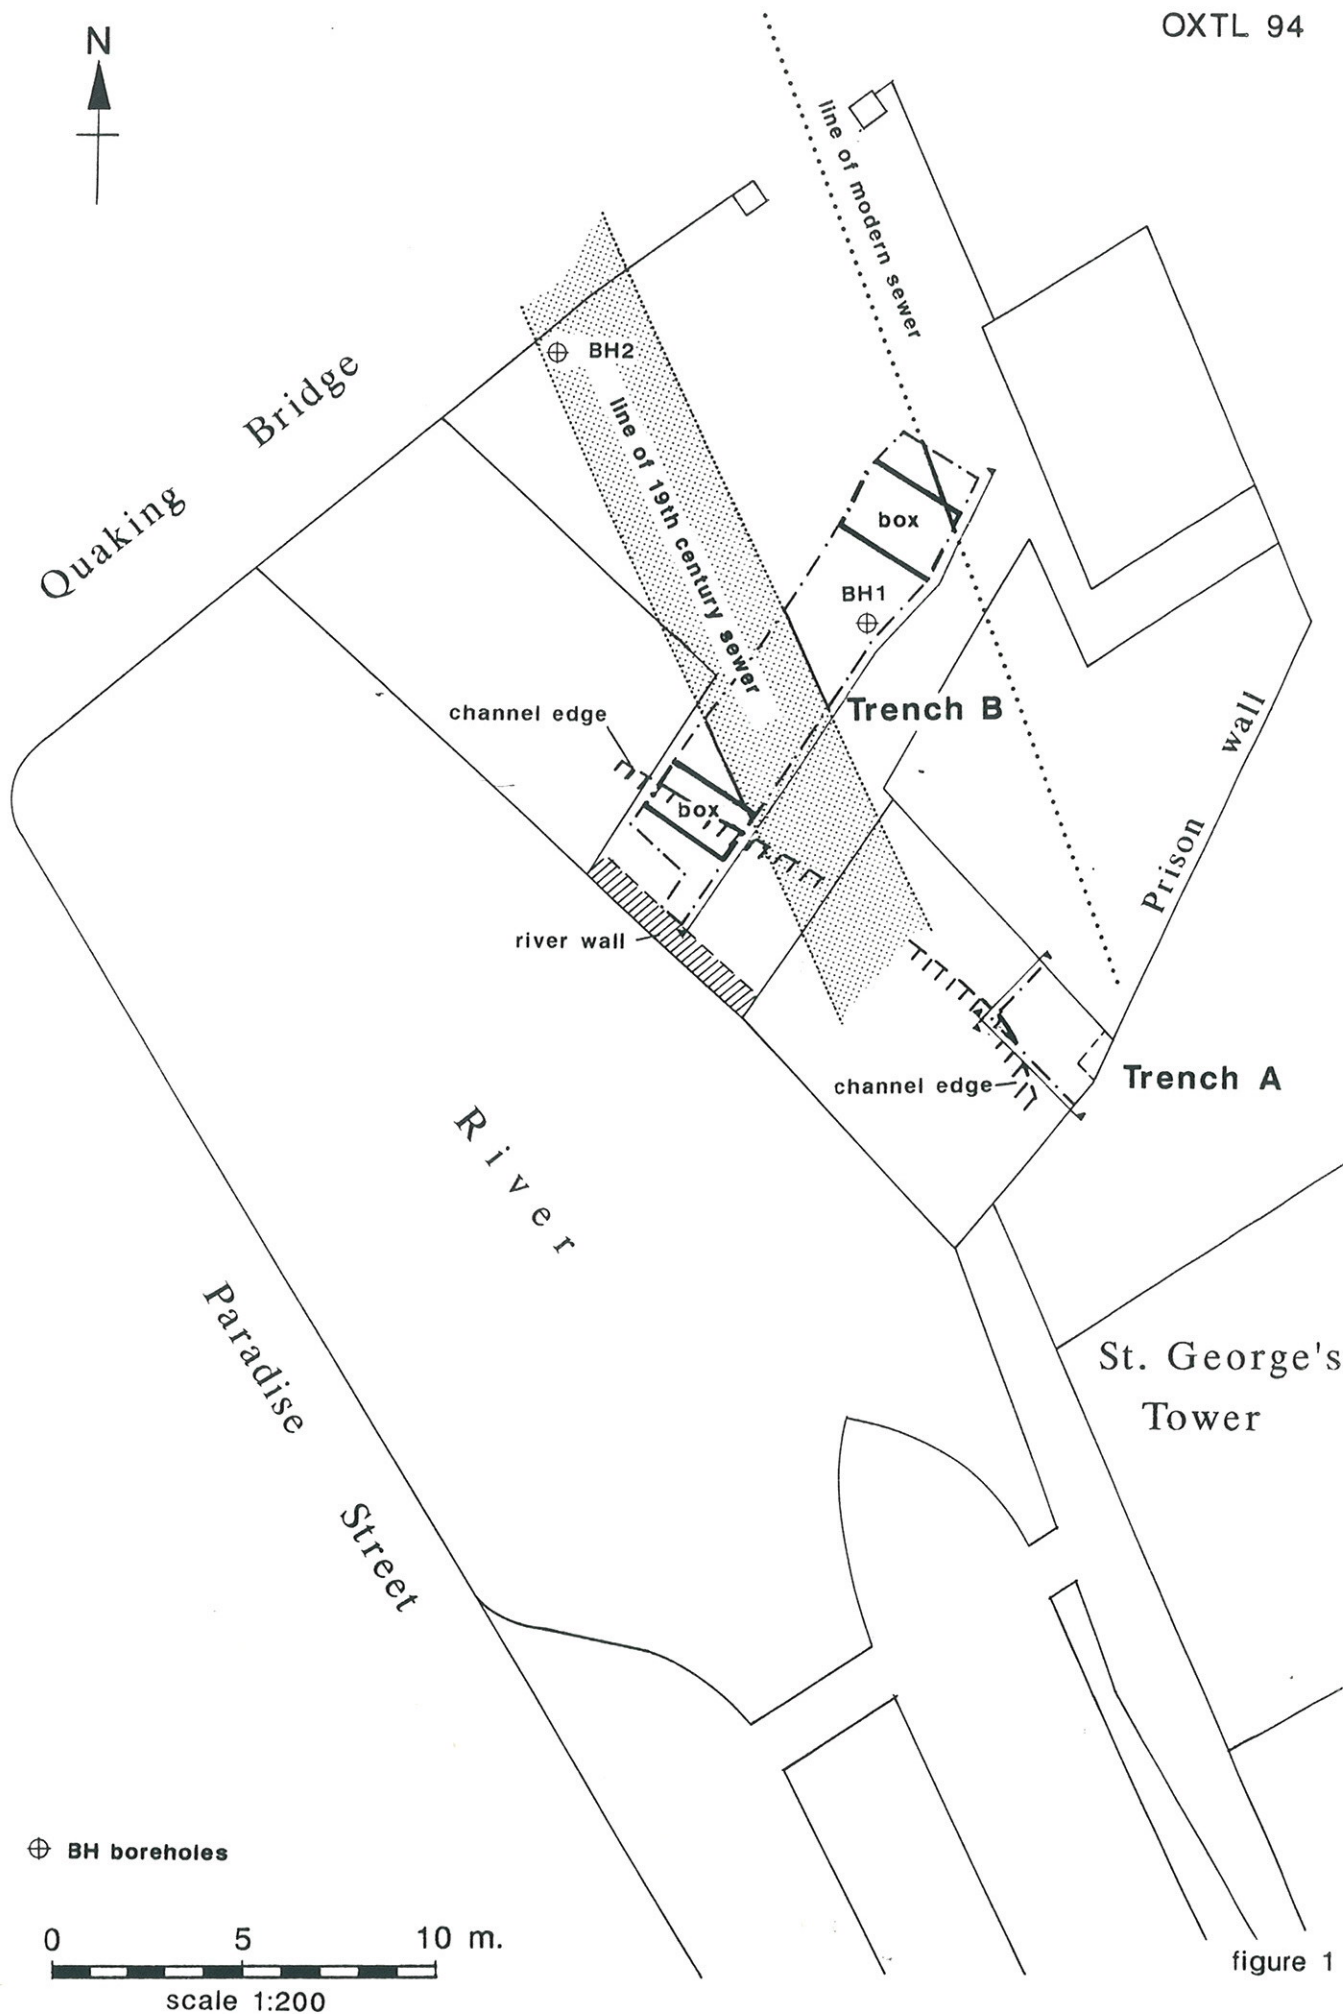 OXTL 94
N
line of modern sewer
BH2
Quaking Bridge
line of 19th century sewer
box
BH1
Trench B
channel edge
box
Prison wall
river wall
Trench A
channel edge
River
Paradise Street
St. George's
Tower
BH boreholes
0 5 10 m.
scale 1:200
figure 1